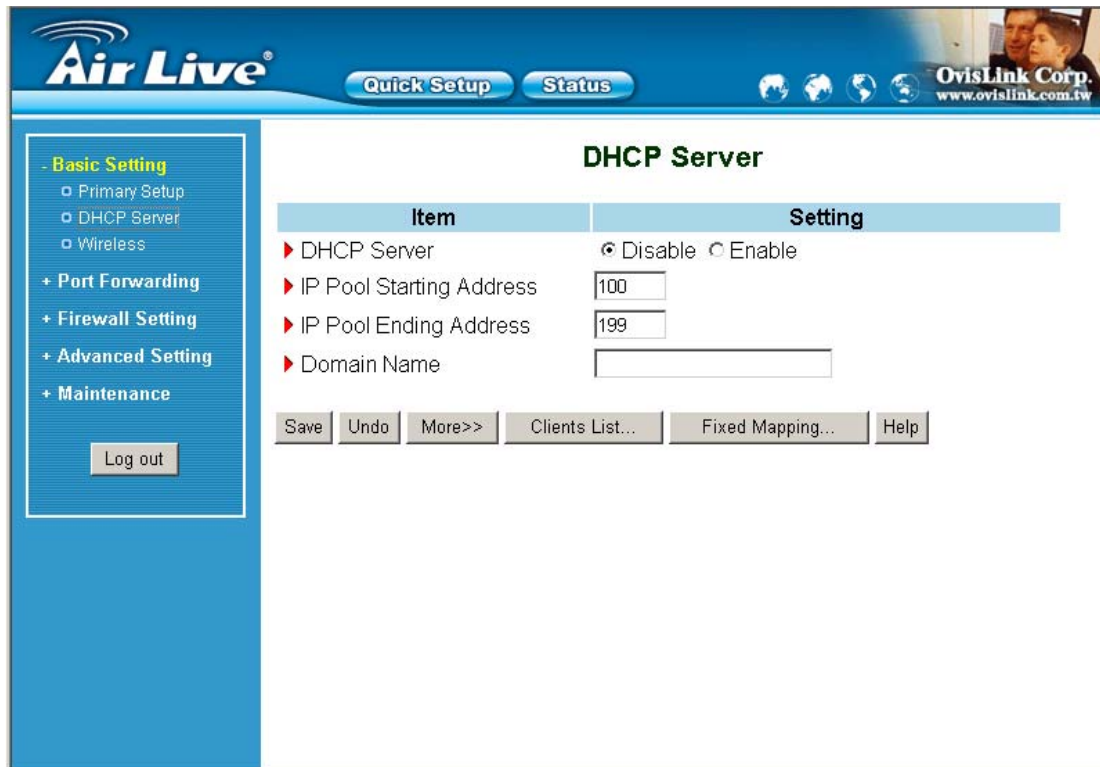 Air Live®
Quick Setup Status
OvisLink Corp.
www.ovislink.com.tw
- Basic Setting
Primary Setup
DHCP Server
Wireless
+ Port Forwarding
+ Firewall Setting
+ Advanced Setting
+ Maintenance
Log out
DHCP Server
Item Setting
DHCP Server Disable Enable
IP Pool Starting Address 100
IP Pool Ending Address 199
Domain Name
Save Undo More>> Clients List... Fixed Mapping... Help